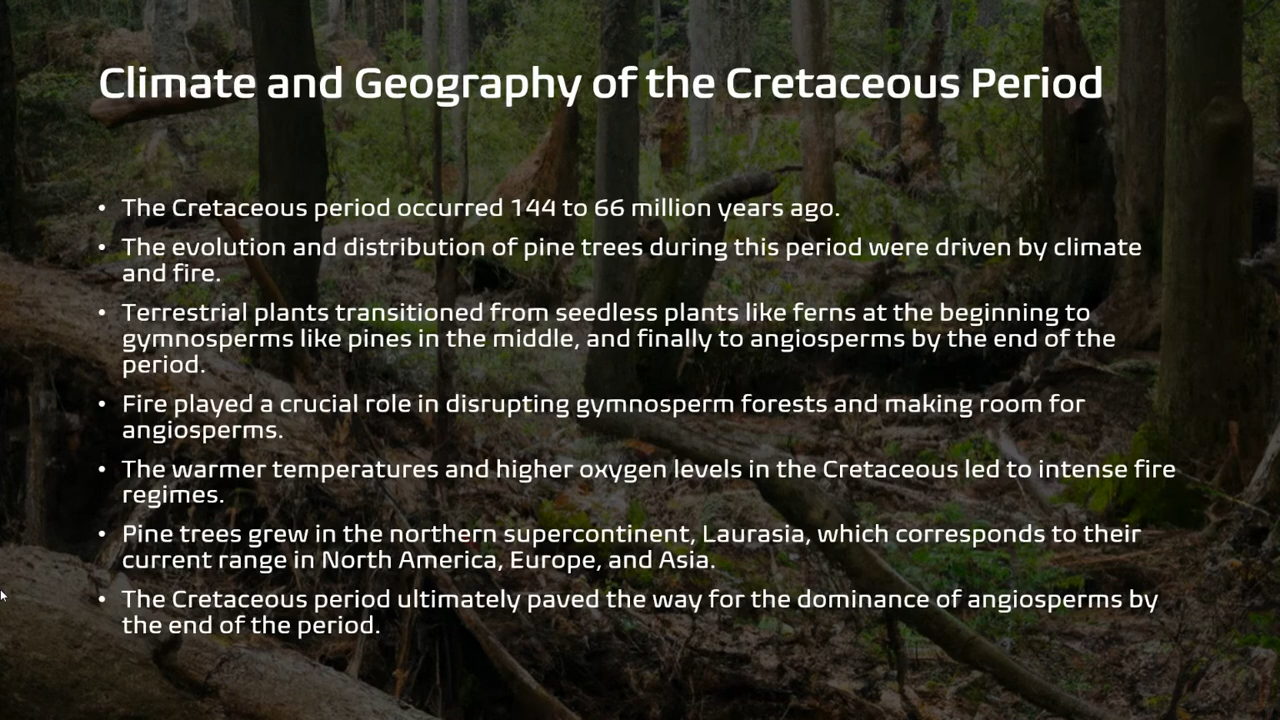 Climate and Geography of the Cretaceous Period
• The Cretaceous period occurred 144 to 66 million years ago.
• The evolution and distribution of pine trees during this period were driven by climate
and fire.
• Terrestrial plants transitioned from seedless plants like ferns at the beginning to
gymnosperms like pines in the middle, and finally to angiosperms by the end of the
period.
• Fire played a crucial role in disrupting gymnosperm forests and making room for
angiosperms.
• The warmer temperatures and higher oxygen levels in the Cretaceous led to intense fire
regimes.
• Pine trees grew in the northern supercontinent, Laurasia, which corresponds to their
current range in North America, Europe, and Asia.
• The Cretaceous period ultimately paved the way for the dominance of angiosperms by
the end of the period.